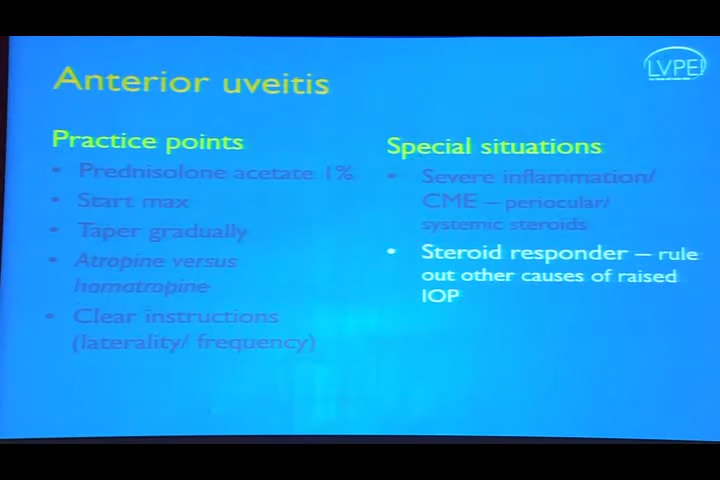 LVPEI
Anterior uveitis
Practice points
• Prednisolone acetate 1%
• Start max
• Taper gradually
• Atropine versus
homatropine
• Clear instructions
(laterality/ frequency)
Special situations
• Severe inflammation/
CME – periocular/
systemic steroids
• Steroid responder – rule
out other causes of raised
IOP